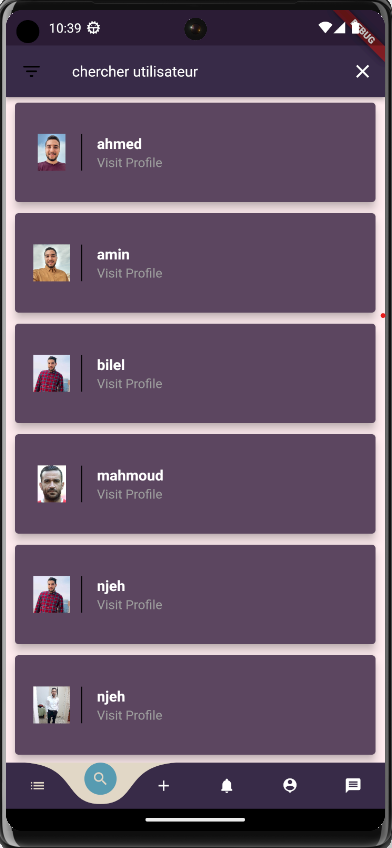 10:39
DEBUG
chercher utilisateur
ahmed
Visit Profile
amin
Visit Profile
bilel
Visit Profile
mahmoud
Visit Profile
njeh
Visit Profile
njeh
Visit Profile